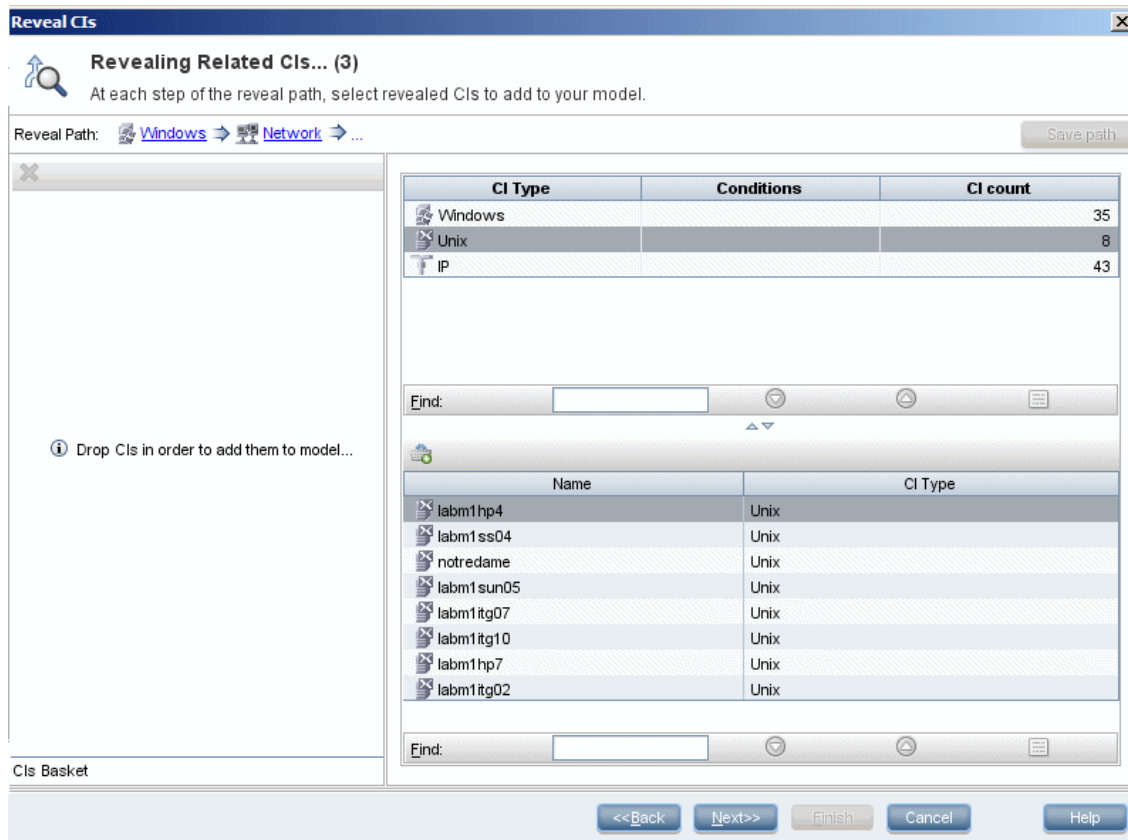 Reveal CIs
Revealing Related CIs... (3)
At each step of the reveal path, select revealed CIs to add to your model.
Reveal Path: Windows Network ...
Save path
CI Type Conditions CI count
Windows 35
Unix 8
IP 43
Find:
Drop CIs in order to add them to model...
Name CI Type
labm1hp4 Unix
labm1ss04 Unix
notredame Unix
labm1sun05 Unix
labm1itg07 Unix
labm1itg10 Unix
labm1hp7 Unix
labm1itg02 Unix
Find:
CIs Basket
<<Back Next>> Finish Cancel Help